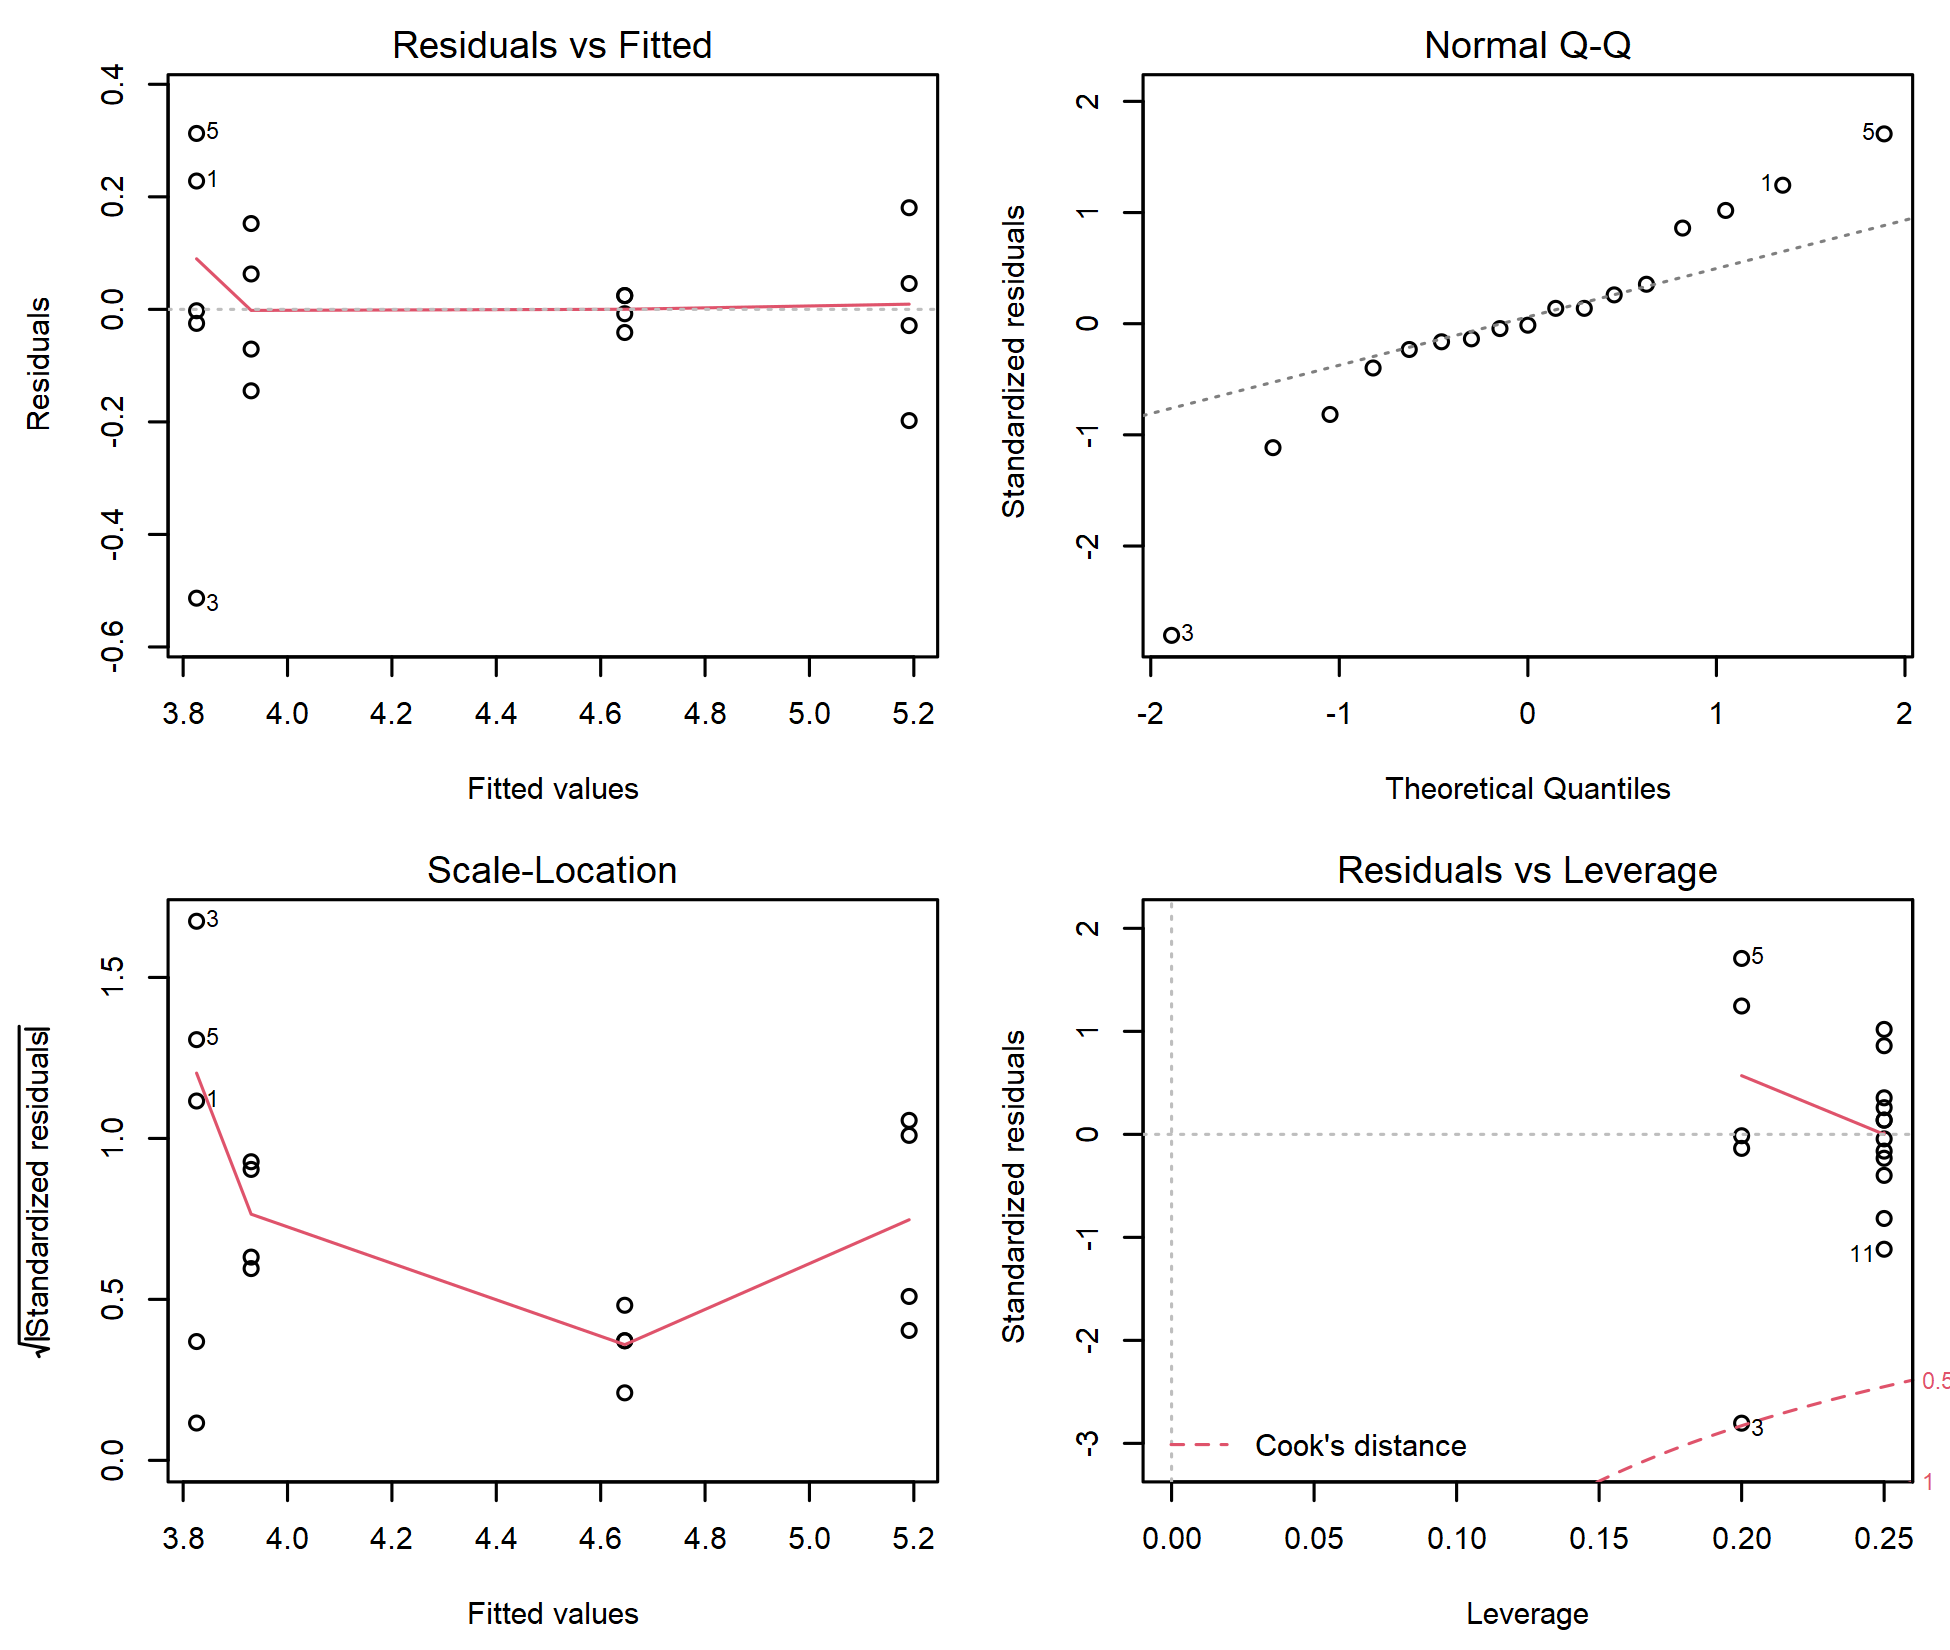 Residuals vs Fitted
0.4
0.2
0.0
-0.2
-0.4
-0.6
Residuals
5
1
3
3.8 4.0 4.2 4.4 4.6 4.8 5.0 5.2
Fitted values
Normal Q-Q
2
1
0
-1
-2
Standardized residuals
5
1
3
-2 -1 0 1 2
Theoretical Quantiles
Scale-Location
1.5
1.0
0.5
0.0
√|Standardized residuals|
3
5
1
3.8 4.0 4.2 4.4 4.6 4.8 5.0 5.2
Fitted values
Residuals vs Leverage
2
1
0
-1
-2
-3
Standardized residuals
5
11
3
0.5
1
Cook's distance
0.00 0.05 0.10 0.15 0.20 0.25
Leverage